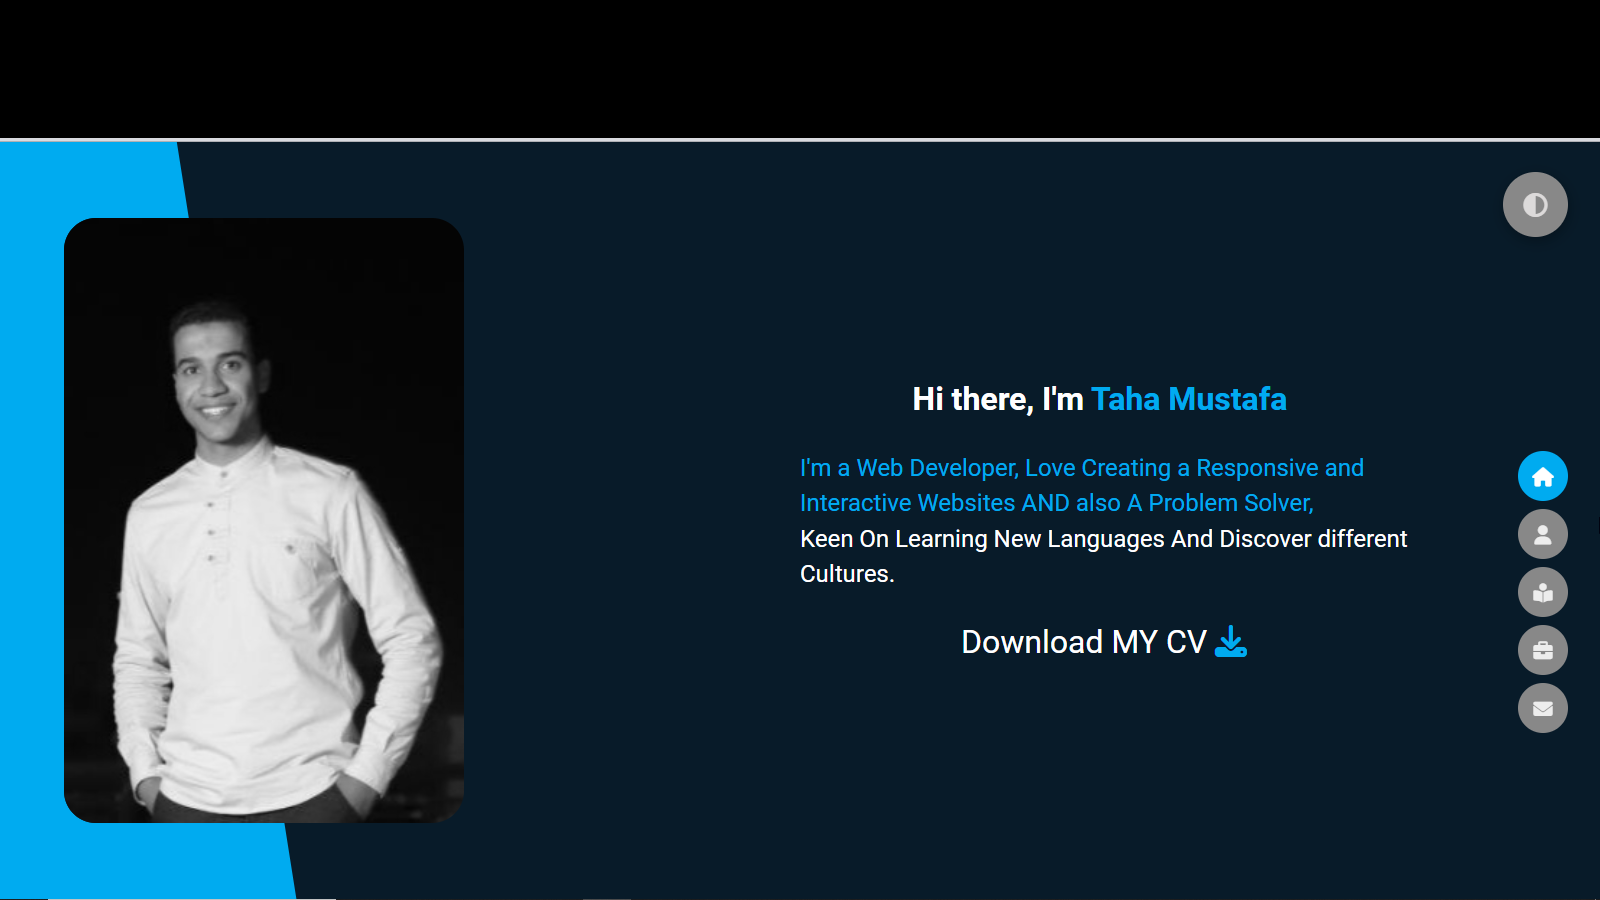 Hi there, I'm Taha Mustafa
I'm a Web Developer, Love Creating a Responsive and
Interactive Websites AND also A Problem Solver,
Keen On Learning New Languages And Discover different
Cultures.
Download MY CV